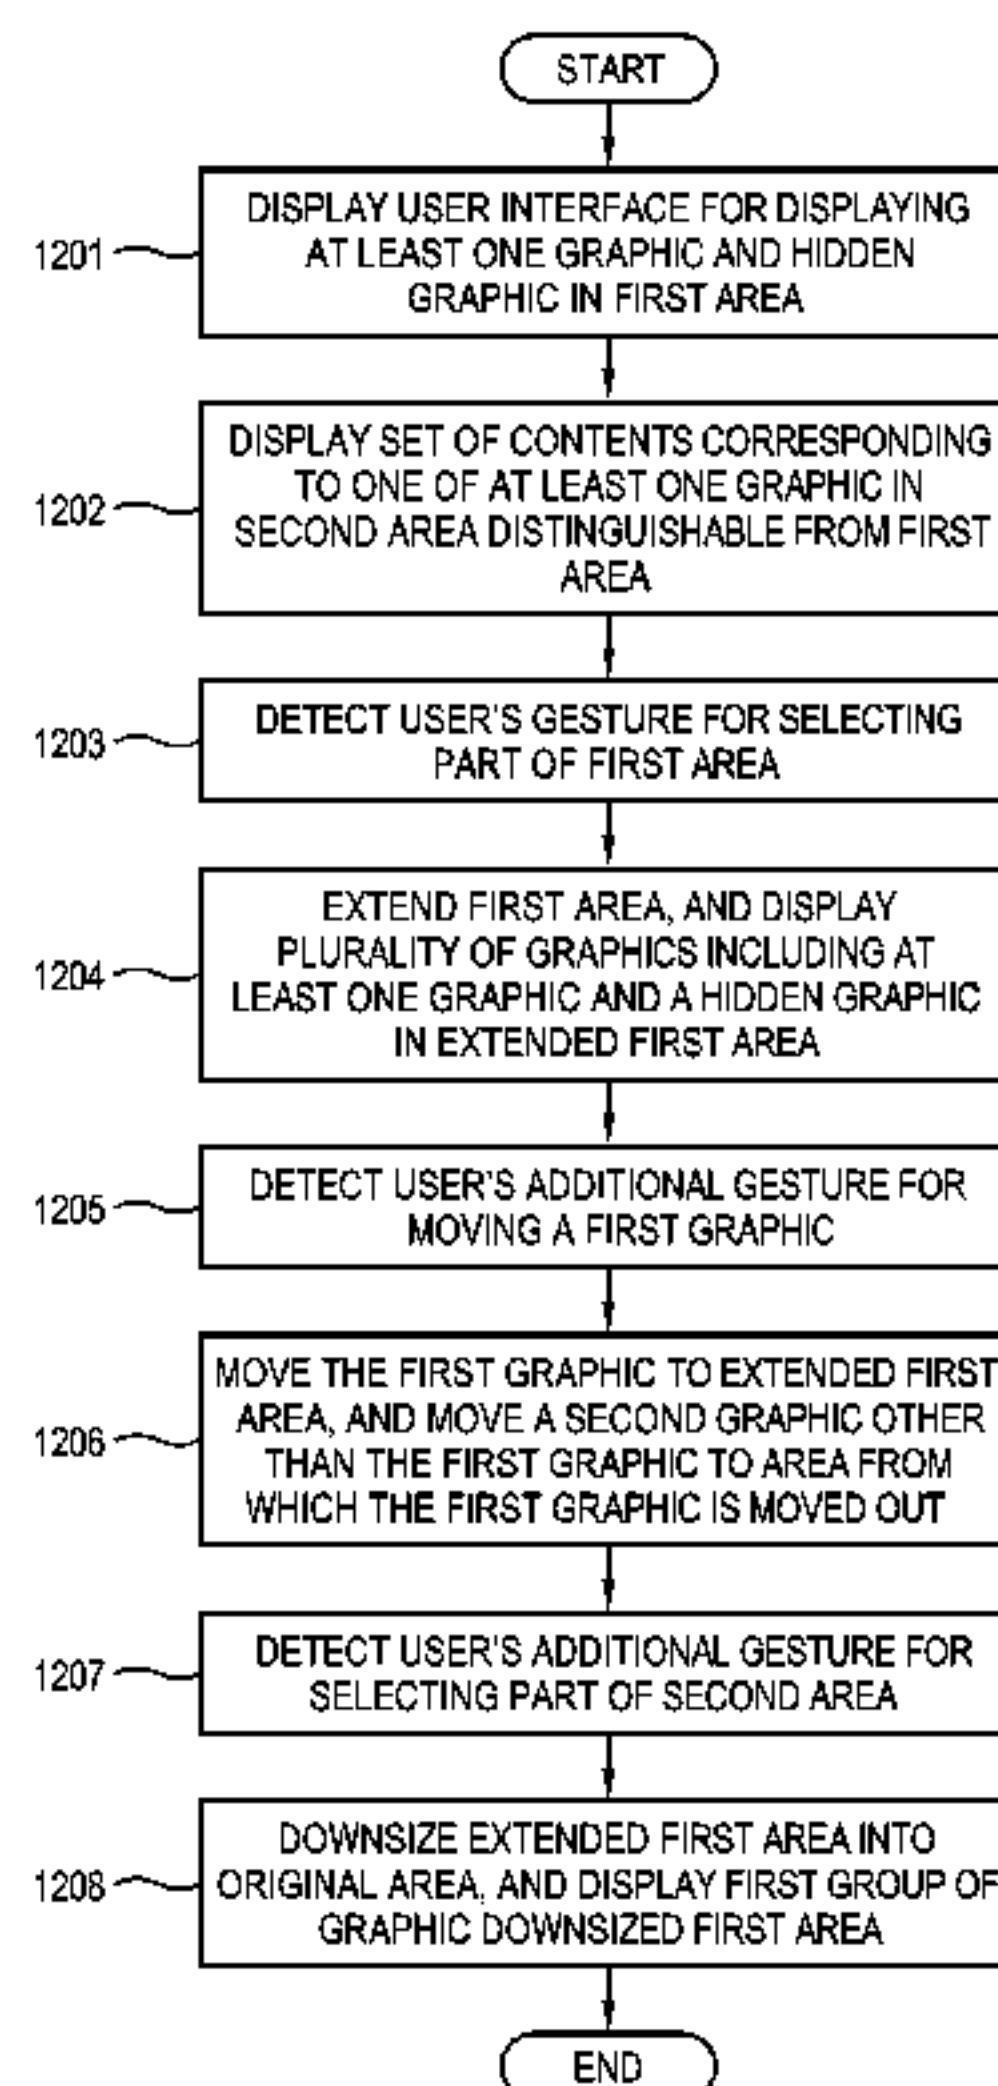 START
DISPLAY USER INTERFACE FOR DISPLAYING
AT LEAST ONE GRAPHIC AND HIDDEN
GRAPHIC IN FIRST AREA
1201
DISPLAY SET OF CONTENTS CORRESPONDING
TO ONE OF AT LEAST ONE GRAPHIC IN
SECOND AREA DISTINGUISHABLE FROM FIRST
AREA
1202
DETECT USER'S GESTURE FOR SELECTING
PART OF FIRST AREA
1203
EXTEND FIRST AREA, AND DISPLAY
PLURALITY OF GRAPHICS INCLUDING AT
LEAST ONE GRAPHIC AND A HIDDEN GRAPHIC
IN EXTENDED FIRST AREA
1204
DETECT USER'S ADDITIONAL GESTURE FOR
MOVING A FIRST GRAPHIC
1205
MOVE THE FIRST GRAPHIC TO EXTENDED FIRST
AREA, AND MOVE A SECOND GRAPHIC OTHER
THAN THE FIRST GRAPHIC TO AREA FROM
WHICH THE FIRST GRAPHIC IS MOVED OUT
1206
DETECT USER'S ADDITIONAL GESTURE FOR
SELECTING PART OF SECOND AREA
1207
DOWNSIZE EXTENDED FIRST AREA INTO
ORIGINAL AREA, AND DISPLAY FIRST GROUP OF
GRAPHIC DOWNSIZED FIRST AREA
1208
END